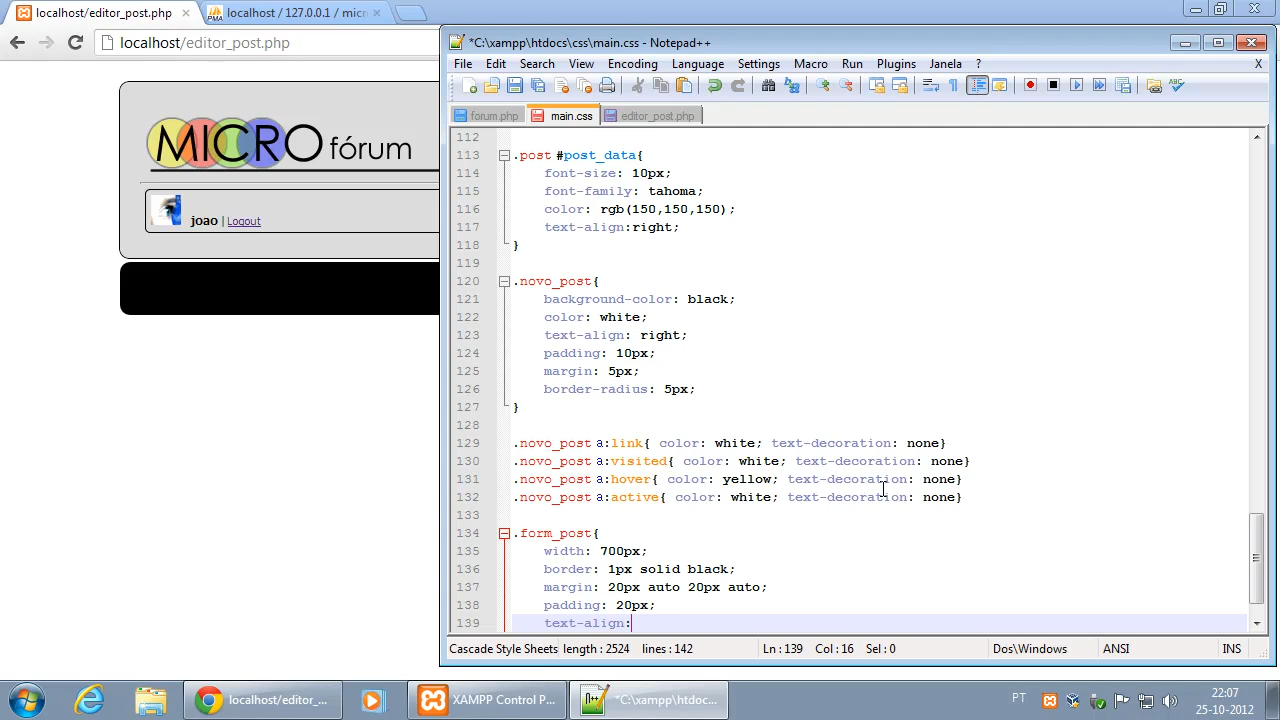 localhost/editor_post.php
localhost / 127.0.0.1 / micr
localhost/editor_post.php
MICRO fórum
joao | Logout
*C:\xampp\htdocs\css\main.css - Notepad++
File Edit Search View Encoding Language Settings Macro Run Plugins Janela ? X
forum.php main.css editor_post.php
112
113 .post #post_data{
114 font-size: 10px;
115 font-family: tahoma;
116 color: rgb(150,150,150);
117 text-align:right;
118 }
119
120 .novo_post{
121 background-color: black;
122 color: white;
123 text-align: right;
124 padding: 10px;
125 margin: 5px;
126 border-radius: 5px;
127 }
128
129 .novo_post a:link{ color: white; text-decoration: none}
130 .novo_post a:visited{ color: white; text-decoration: none}
131 .novo_post a:hover{ color: yellow; text-decoration: none}
132 .novo_post a:active{ color: white; text-decoration: none}
133
134 .form_post{
135 width: 700px;
136 border: 1px solid black;
137 margin: 20px auto 20px auto;
138 padding: 20px;
139 text-align:
Cascade Style Sheets length : 2524 lines : 142 Ln : 139 Col : 16 Sel : 0 Dos\Windows ANSI INS
localhost/editor_... XAMPP Control P... *C:\xampp\htdoc... PT 22:07
25-10-2012